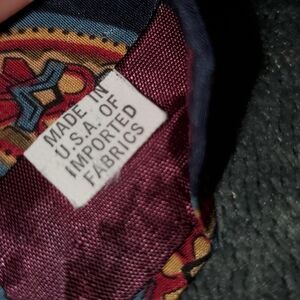 MADE IN
U.S.A. OF
IMPORTED
FABRICS